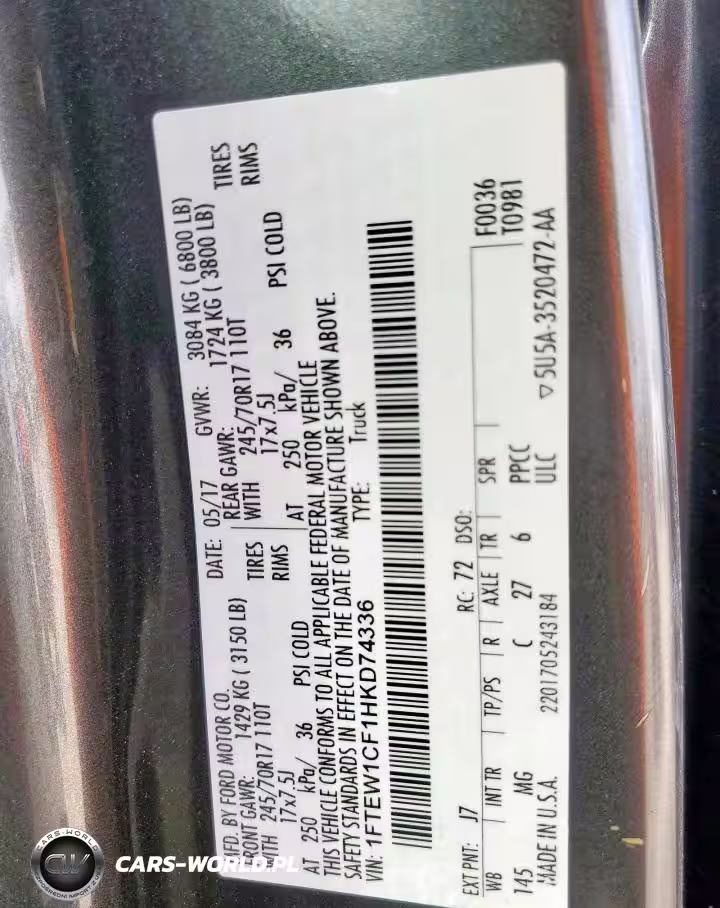 MFD. BY FORD MOTOR CO.
DATE: 05/17 GVWR: 3084 KG ( 6800 LB)
FRONT GAWR: 1429 KG ( 3150 LB)
REAR GAWR: 1724 KG ( 3800 LB)
WITH 245/70R17 110T TIRES
WITH 245/70R17 110T TIRES
17x7.5J RIMS
17x7.5J RIMS
AT 250 kPa/ 36 PSI COLD
AT 250 kPa/ 36 PSI COLD
THIS VEHICLE CONFORMS TO ALL APPLICABLE FEDERAL MOTOR VEHICLE
SAFETY STANDARDS IN EFFECT ON THE DATE OF MANUFACTURE SHOWN ABOVE.
VIN: 1FTEW1CF1HKD74336 TYPE: Truck
EXT PNT: J7 RC: 72 DSO: F0036
T0981
WB INT TR TP/PS R AXLE TR SPR
145 MG C 27 6 PPCC
ULC
MADE IN U.S.A. 2201705243184 ▽5U5A-3520472-AA
CARS-WORLD
CW
CARS-WORLD.PL